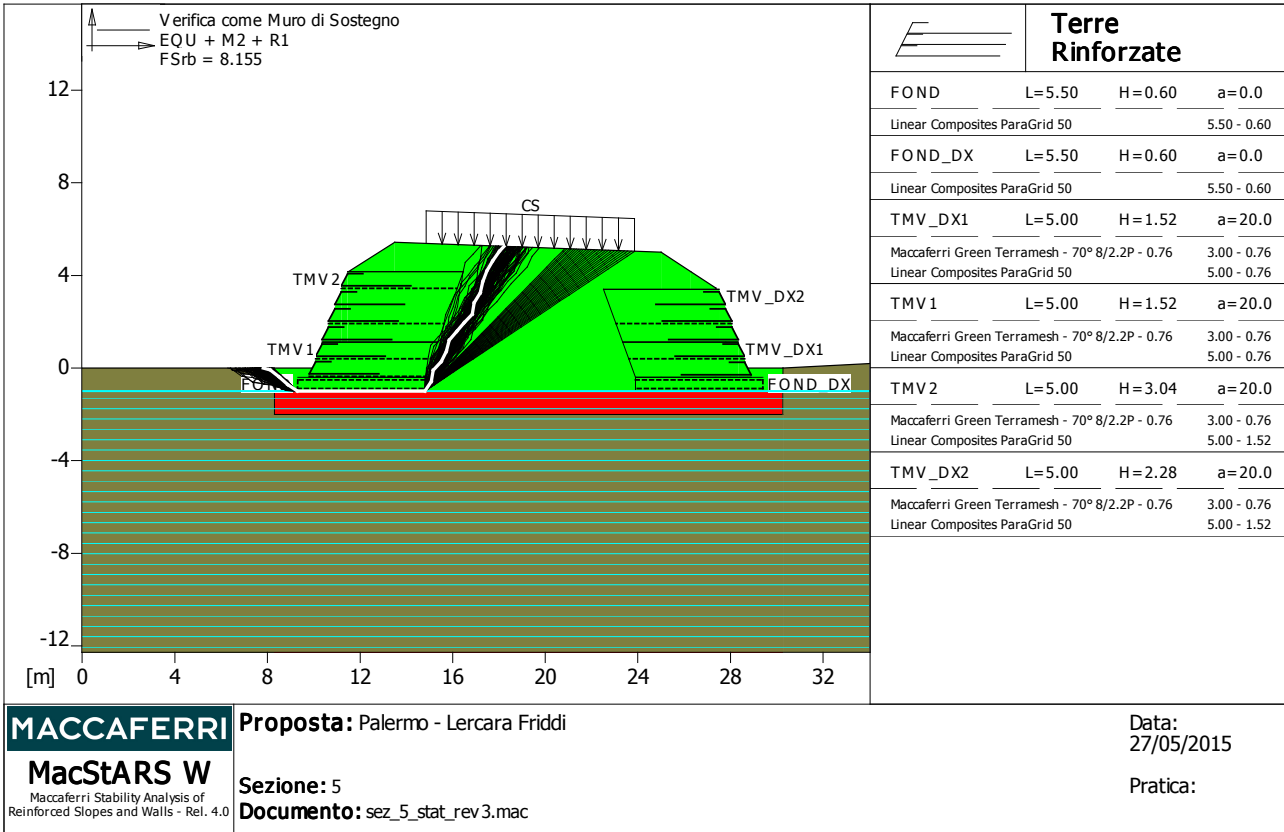 Verifica come Muro di Sostegno
EQU + M2 + R1
FSrb = 8.155
12
8
4
0
-4
-8
-12
[m] 0 4 8 12 16 20 24 28 32
CS
TMV2
TMV_DX2
TMV1
TMV_DX1
FOND_DX
Terre
Rinforzate
FOND L=5.50 H=0.60 a=0.0
Linear Composites ParaGrid 50 5.50 - 0.60
FOND_DX L=5.50 H=0.60 a=0.0
Linear Composites ParaGrid 50 5.50 - 0.60
TMV_DX1 L=5.00 H=1.52 a=20.0
Maccaferri Green Terramesh - 70° 8/2.2P - 0.76 3.00 - 0.76
Linear Composites ParaGrid 50 5.00 - 0.76
TMV1 L=5.00 H=1.52 a=20.0
Maccaferri Green Terramesh - 70° 8/2.2P - 0.76 3.00 - 0.76
Linear Composites ParaGrid 50 5.00 - 0.76
TMV2 L=5.00 H=3.04 a=20.0
Maccaferri Green Terramesh - 70° 8/2.2P - 0.76 3.00 - 0.76
Linear Composites ParaGrid 50 5.00 - 1.52
TMV_DX2 L=5.00 H=2.28 a=20.0
Maccaferri Green Terramesh - 70° 8/2.2P - 0.76 3.00 - 0.76
Linear Composites ParaGrid 50 5.00 - 1.52
MACCAFERRI
MacStARS W
Maccaferri Stability Analysis of
Reinforced Slopes and Walls - Rel. 4.0
Proposta: Palermo - Lercara Friddi
Sezione: 5
Documento: sez_5_stat_rev3.mac
Data:
27/05/2015
Pratica: